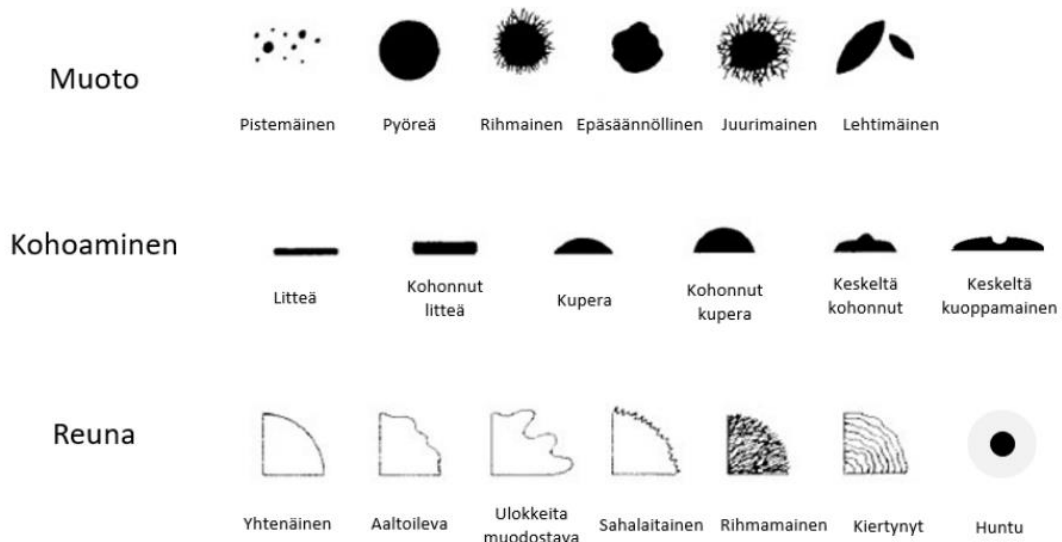 Muoto
Pistemäinen Pyöreä Rihmainen Epäsäännöllinen Juurimainen Lehtimäinen
Kohoaminen
Litteä
Kohonnut
litteä
Kupera
Kohonnut
kupera
Keskeltä
kohonnut
Keskeltä
kuoppamainen
Reuna
Yhtenäinen
Aaltoileva
Ulokkeita
muodostava
Sahalaitainen
Rihmamainen
Kiertynyt
Huntu